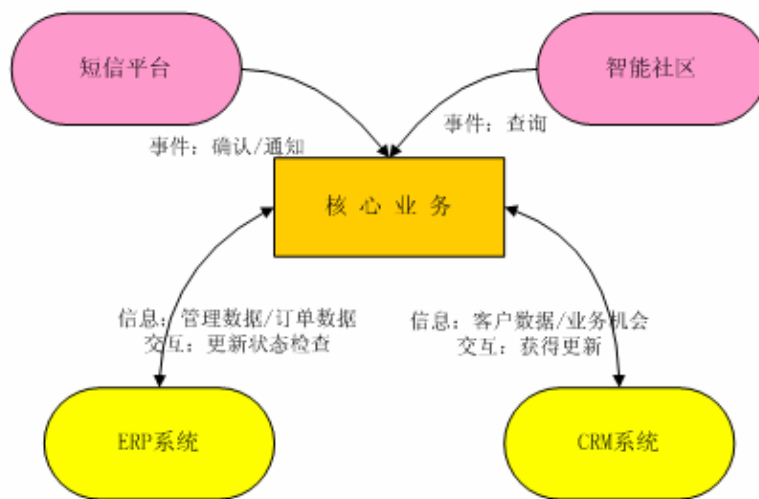 短信平台
智能社区
事件：确认/通知
事件：查询
核心业务
信息：管理数据/订单数据
交互：更新状态检查
信息：客户数据/业务机会
交互：获得更新
ERP系统
CRM系统